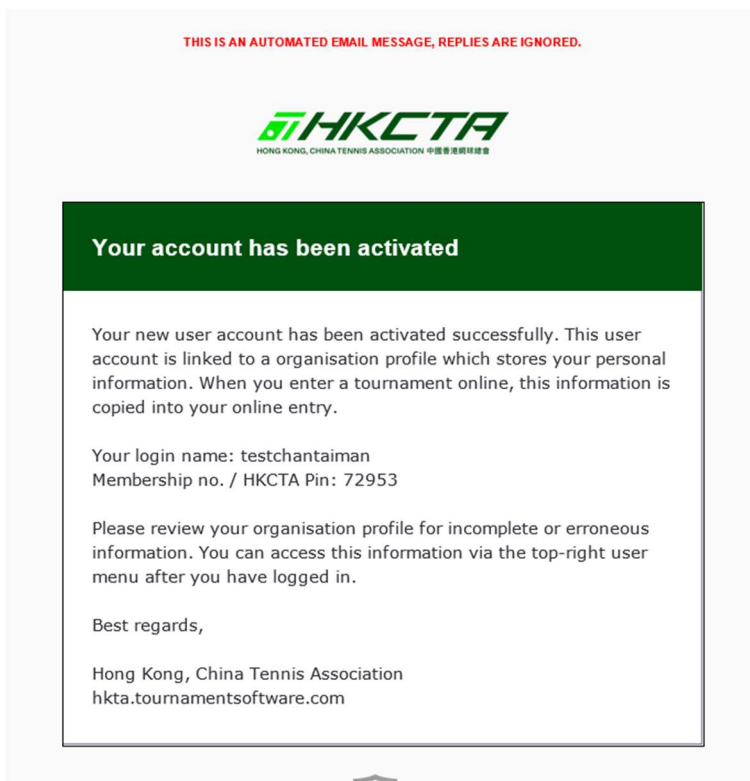 THIS IS AN AUTOMATED EMAIL MESSAGE, REPLIES ARE IGNORED.
HKCTA
HONG KONG, CHINA TENNIS ASSOCIATION 中國香港網球總會
Your account has been activated
Your new user account has been activated successfully. This user
account is linked to a organisation profile which stores your personal
information. When you enter a tournament online, this information is
copied into your online entry.
Your login name: testchantaiman
Membership no. / HKCTA Pin: 72953
Please review your organisation profile for incomplete or erroneous
information. You can access this information via the top-right user
menu after you have logged in.
Best regards,
Hong Kong, China Tennis Association
hkta.tournamentsoftware.com